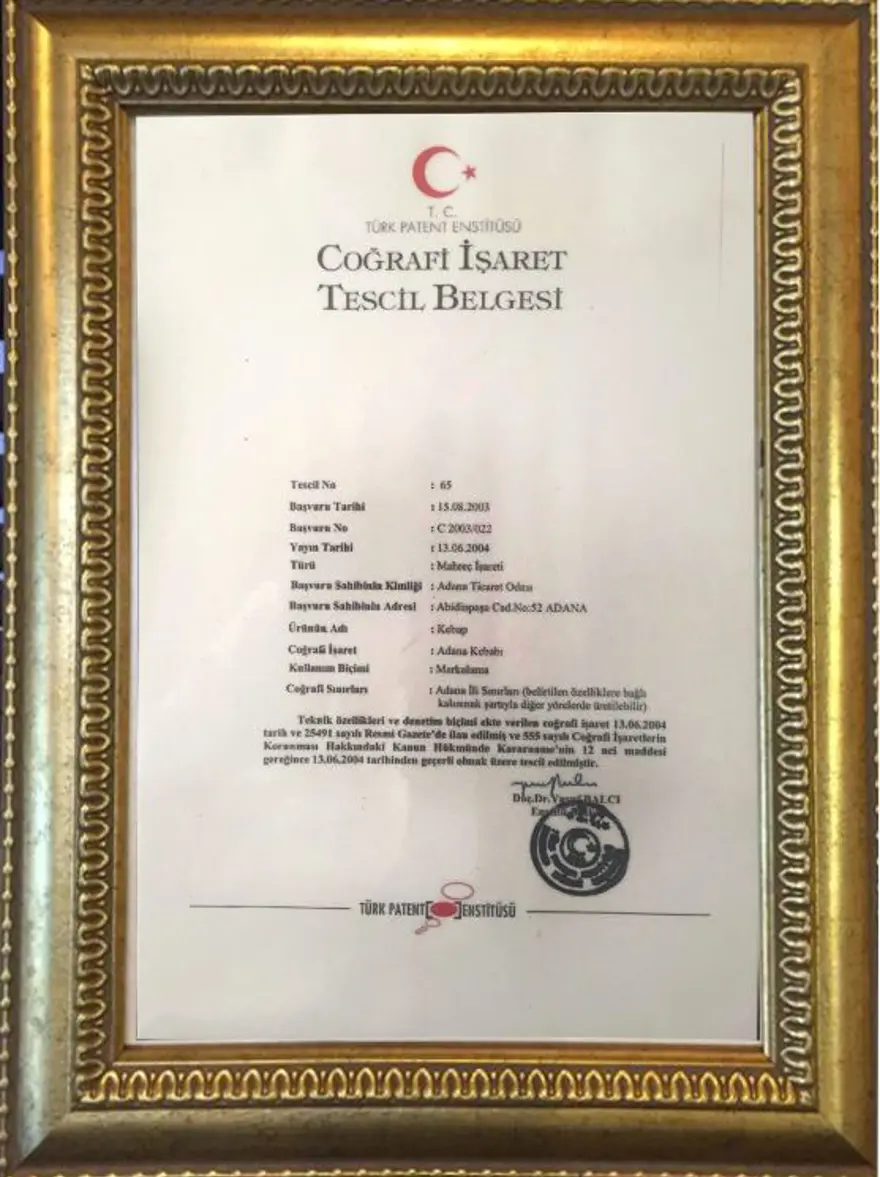 T. C.
TÜRK PATENT ENSTİTÜSÜ
COĞRAFİ İŞARET
TESCİL BELGESİ
Tescil No : 65
Başvuru Tarihi : 15.08.2003
Başvuru No : C 2003/022
Yayın Tarihi : 13.06.2004
Türü : Mahreç İşareti
Başvuru Sahibinin Kimliği : Adana Ticaret Odası
Başvuru Sahibinin Adresi : Abidinpaşa Cad.No:52 ADANA
Ürünün Adı : Kebap
Coğrafi İşaret : Adana Kebabı
Kullanım Biçimi : Markalama
Coğrafi Sınırları : Adana İli Sınırları (belirtilen özelliklere bağlı
kalınmak şartıyla diğer yörelerde üretilebilir)
Teknik özellikleri ve denetim biçimi ekte verilen coğrafi işaret 13.06.2004
tarih ve 25491 sayılı Resmi Gazete'de ilan edilmiş ve 555 sayılı Coğrafi İşaretlerin
Korunması Hakkındaki Kanun Hükmünde Kararname'nin 12 nci maddesi
gereğince 13.06.2004 tarihinden geçerli olmak üzere tescil edilmiştir.
Doç.Dr.Yusuf BALCI
TÜRK PATENT ENSTİTÜSÜ